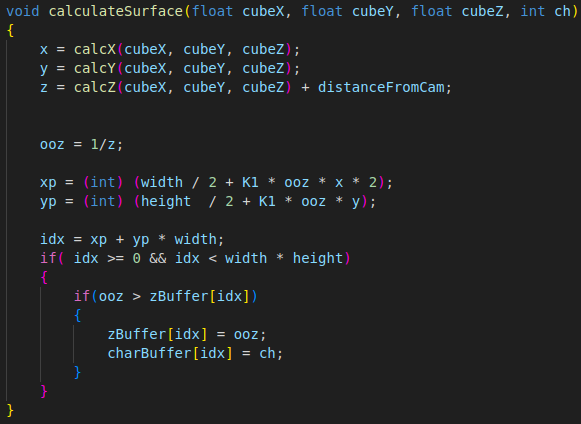 void calculateSurface(float cubeX, float cubeY, float cubeZ, int ch)
{
    x = calcX(cubeX, cubeY, cubeZ);
    y = calcY(cubeX, cubeY, cubeZ);
    z = calcZ(cubeX, cubeY, cubeZ) + distanceFromCam;


    ooz = 1/z;

    xp = (int) (width / 2 + K1 * ooz * x * 2);
    yp = (int) (height  / 2 + K1 * ooz * y);

    idx = xp + yp * width;
    if( idx >= 0 && idx < width * height)
    {
        if(ooz > zBuffer[idx])
        {
            zBuffer[idx] = ooz;
            charBuffer[idx] = ch;
        }
    }
}